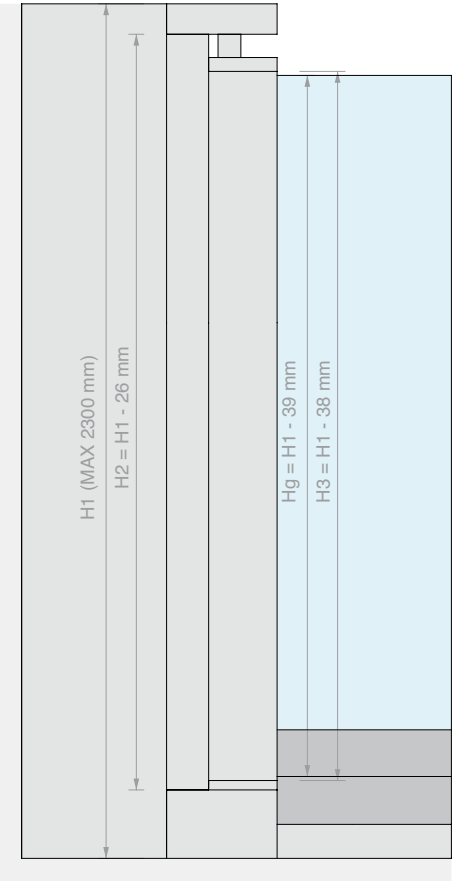 H1 (MAX 2300 mm)
H2 = H1 - 26 mm
Hg = H1 - 39 mm
H3 = H1 - 38 mm